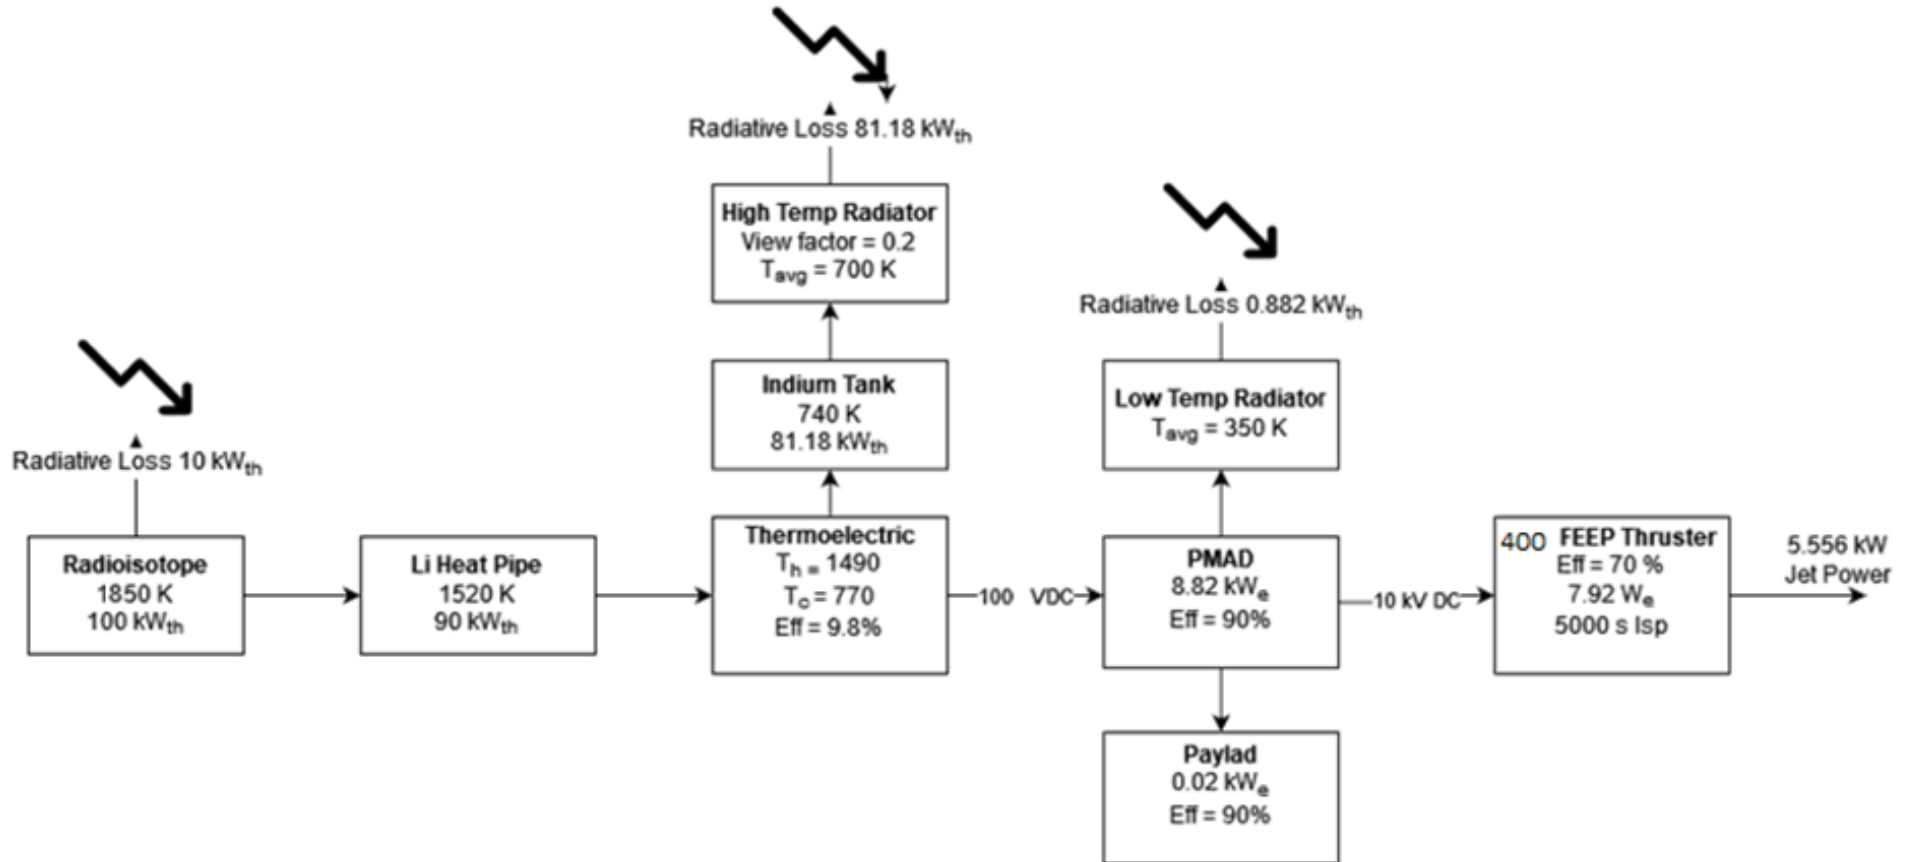 Radiative Loss 10 kWth
Radioisotope
1850 K
100 kWth
Li Heat Pipe
1520 K
90 kWth
Radiative Loss 81.18 kWth
High Temp Radiator
View factor = 0.2
Tavg = 700 K
Indium Tank
740 K
81.18 kWth
Thermoelectric
Th = 1490
Tc = 770
Eff = 9.8%
100 VDC
Radiative Loss 0.882 kWth
Low Temp Radiator
Tavg = 350 K
PMAD
8.82 kWe
Eff = 90%
Paylad
0.02 kWe
Eff = 90%
10 kV DC
400 FEEP Thruster
Eff = 70 %
7.92 We
5000 s Isp
5.556 kW
Jet Power